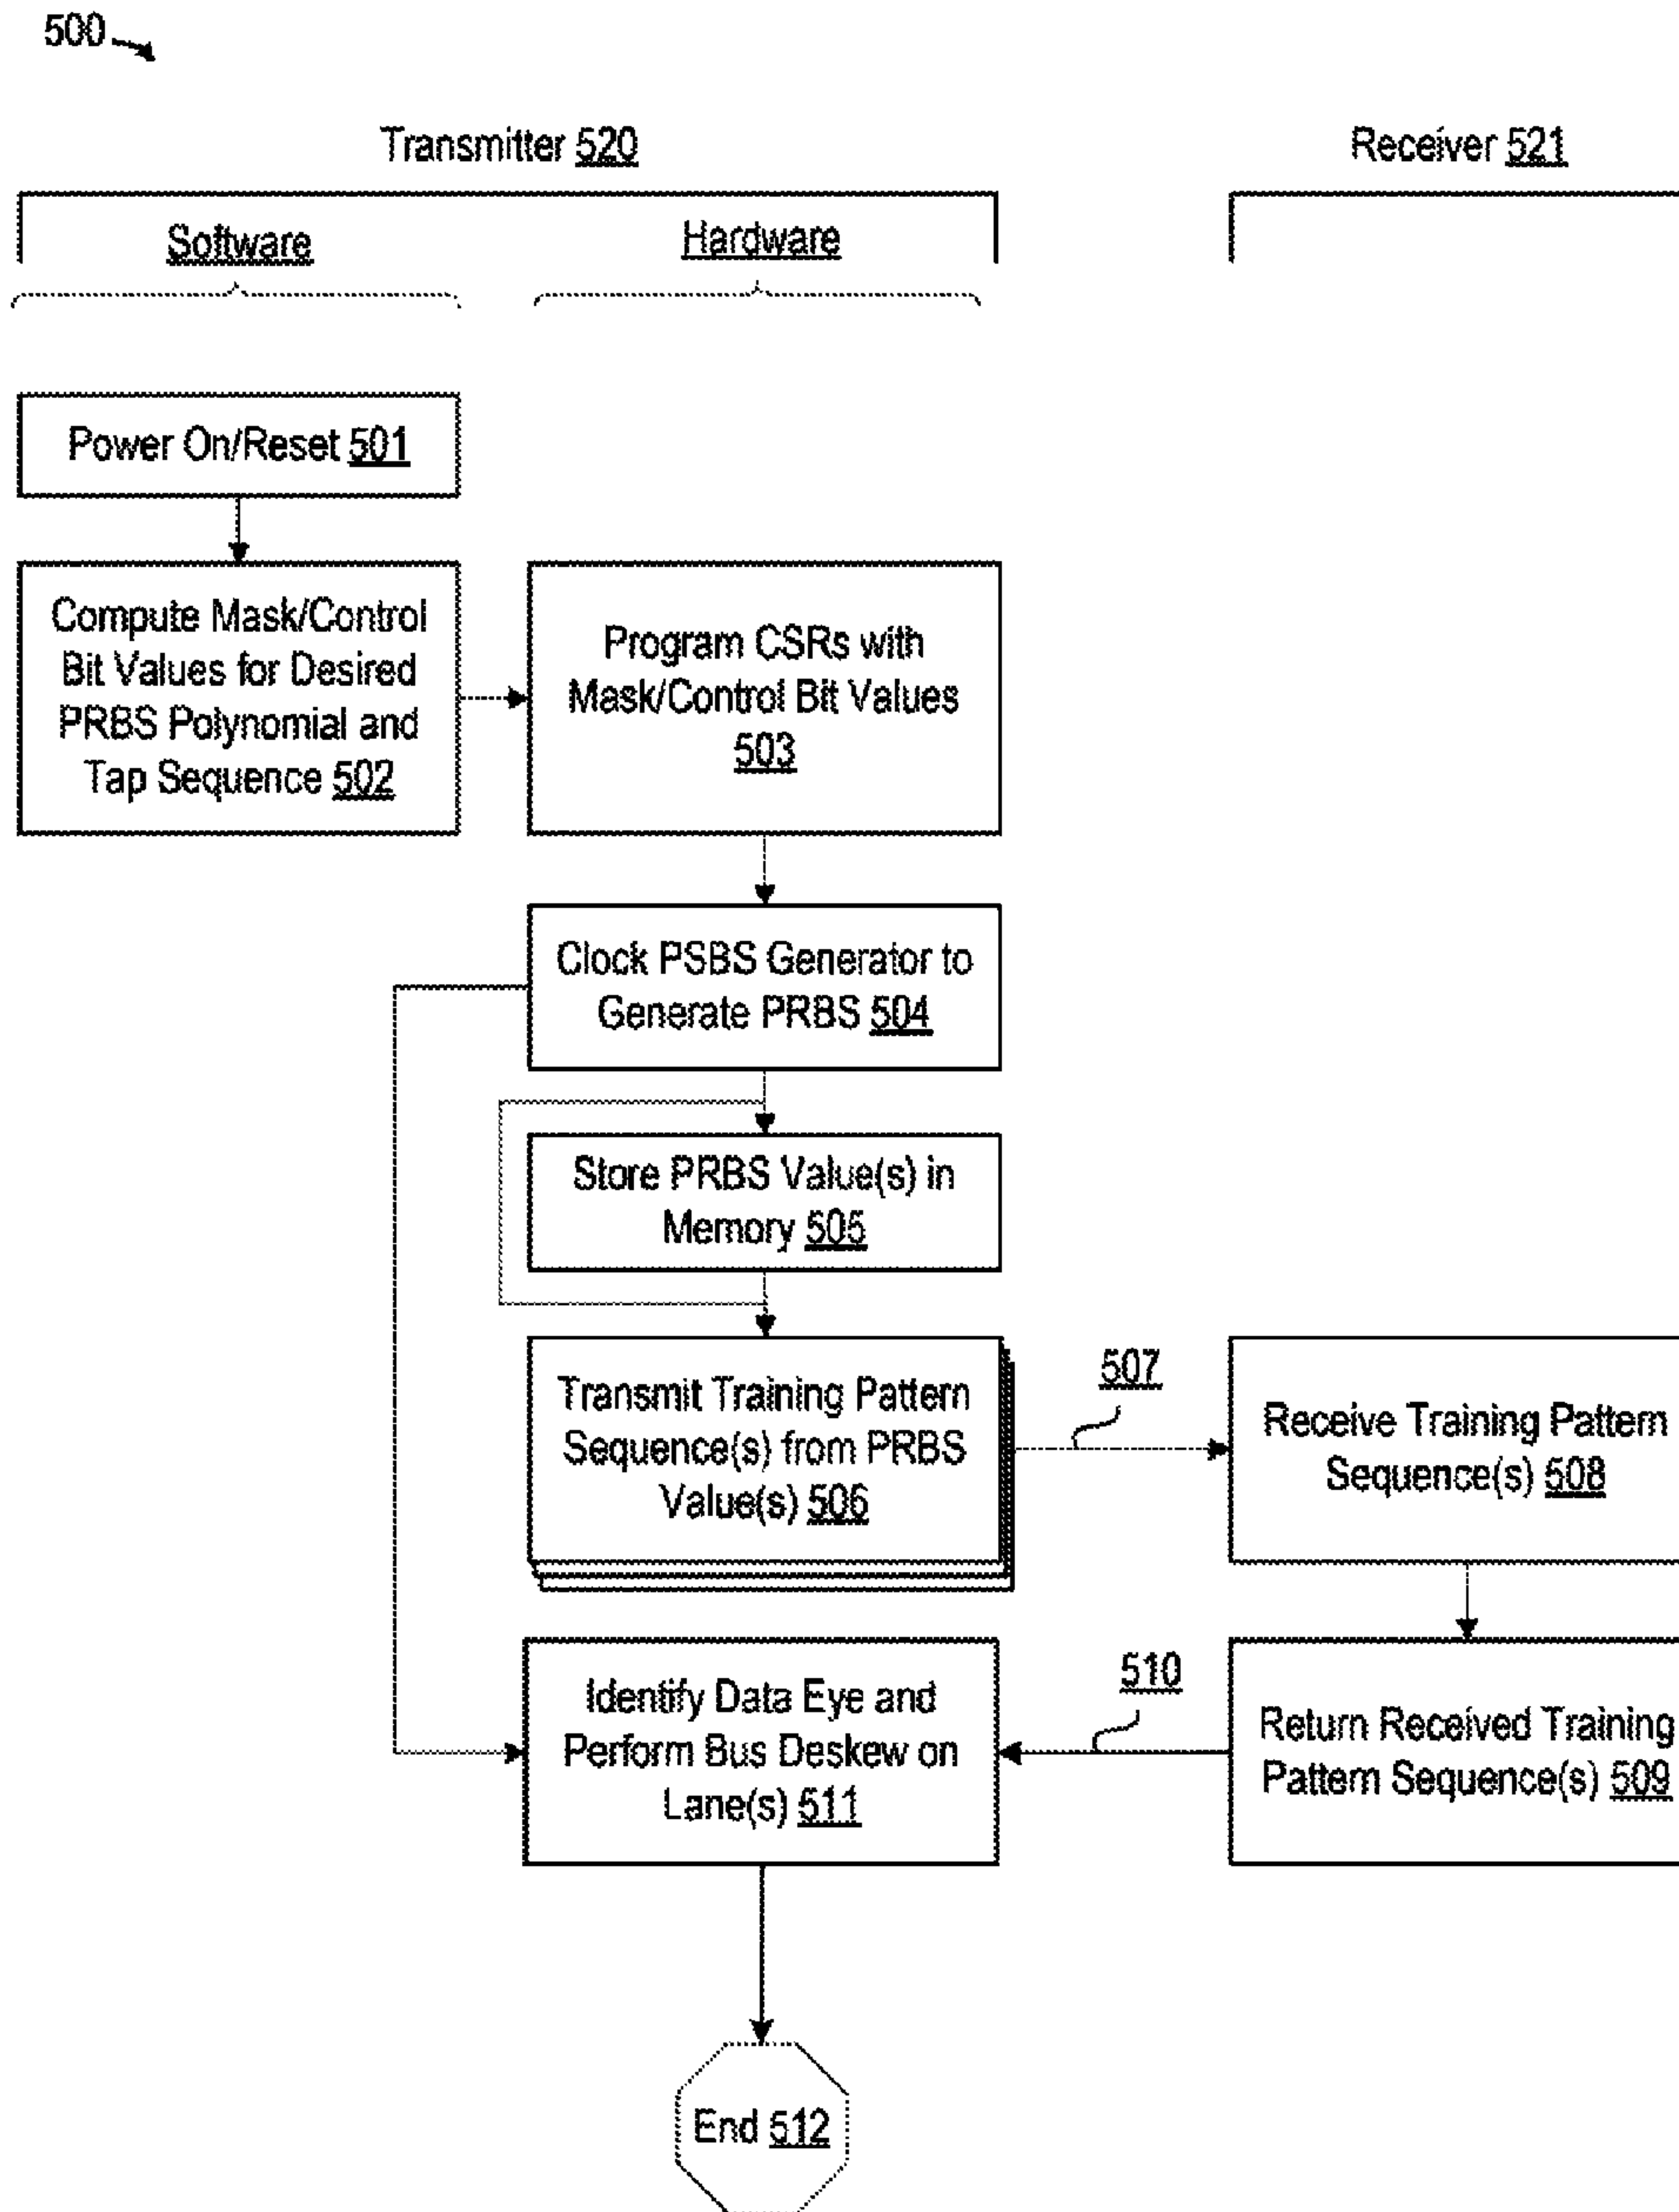 500
Transmitter 520
Receiver 521
Software
Hardware
Power On/Reset 501
Compute Mask/Control
Bit Values for Desired
PRBS Polynomial and
Tap Sequence 502
Program CSRs with
Mask/Control Bit Values
503
Clock PSBS Generator to
Generate PRBS 504
Store PRBS Value(s) in
Memory 505
Transmit Training Pattern
Sequence(s) from PRBS
Value(s) 506
507
Receive Training Pattern
Sequence(s) 508
Identify Data Eye and
Perform Bus Deskew on
Lane(s) 511
510
Return Received Training
Pattern Sequence(s) 509
End 512